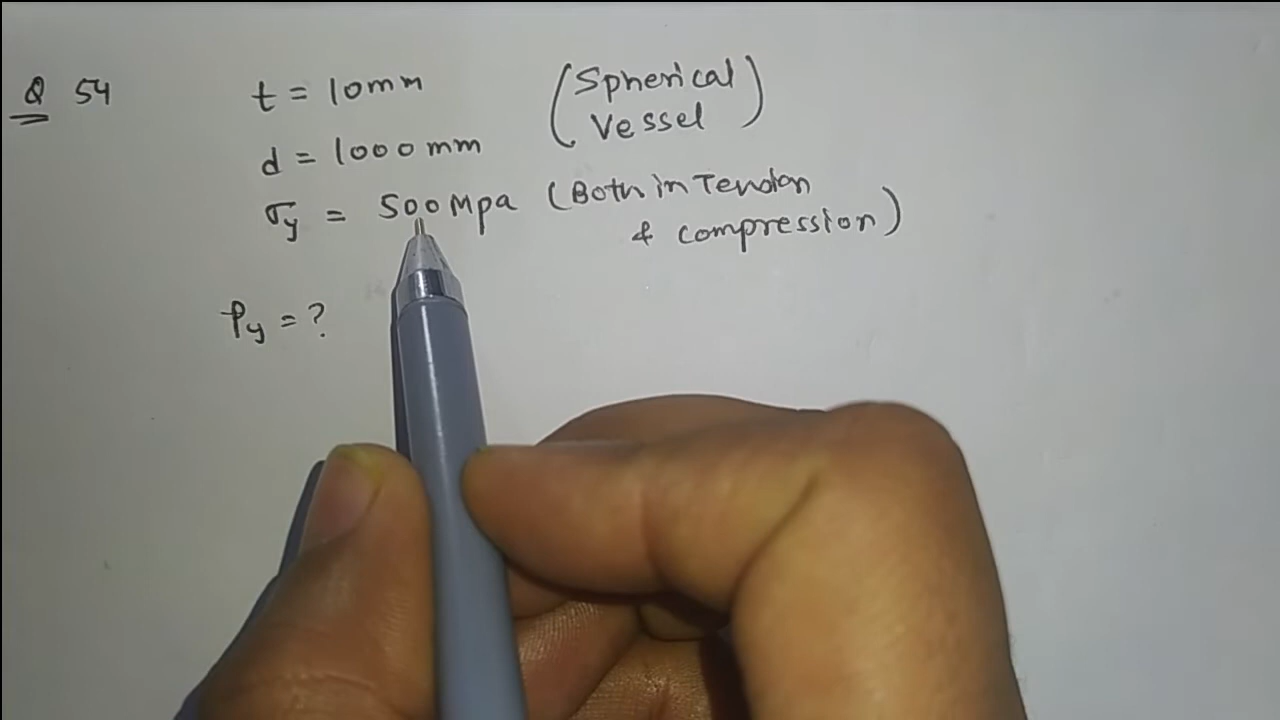 Q 54
t = 10mm (Spherical Vessel)
d = 1000 mm
σy = 500 Mpa (Both in Tension
& compression)
Py = ?